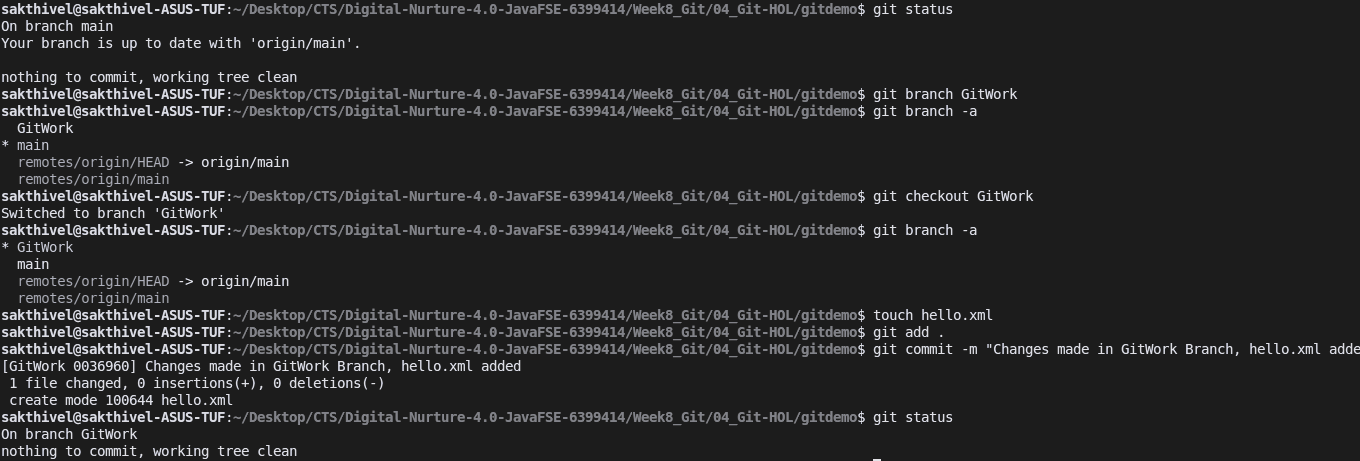 sakthivel@sakthivel-ASUS-TUF:~/Desktop/CTS/Digital-Nurture-4.0-JavaFSE-6399414/Week8_Git/04_Git-HOL/gitdemo$ git status
On branch main
Your branch is up to date with 'origin/main'.

nothing to commit, working tree clean
sakthivel@sakthivel-ASUS-TUF:~/Desktop/CTS/Digital-Nurture-4.0-JavaFSE-6399414/Week8_Git/04_Git-HOL/gitdemo$ git branch GitWork
sakthivel@sakthivel-ASUS-TUF:~/Desktop/CTS/Digital-Nurture-4.0-JavaFSE-6399414/Week8_Git/04_Git-HOL/gitdemo$ git branch -a
  GitWork
* main
  remotes/origin/HEAD -> origin/main
  remotes/origin/main
sakthivel@sakthivel-ASUS-TUF:~/Desktop/CTS/Digital-Nurture-4.0-JavaFSE-6399414/Week8_Git/04_Git-HOL/gitdemo$ git checkout GitWork
Switched to branch 'GitWork'
sakthivel@sakthivel-ASUS-TUF:~/Desktop/CTS/Digital-Nurture-4.0-JavaFSE-6399414/Week8_Git/04_Git-HOL/gitdemo$ git branch -a
* GitWork
  main
  remotes/origin/HEAD -> origin/main
  remotes/origin/main
sakthivel@sakthivel-ASUS-TUF:~/Desktop/CTS/Digital-Nurture-4.0-JavaFSE-6399414/Week8_Git/04_Git-HOL/gitdemo$ touch hello.xml
sakthivel@sakthivel-ASUS-TUF:~/Desktop/CTS/Digital-Nurture-4.0-JavaFSE-6399414/Week8_Git/04_Git-HOL/gitdemo$ git add .
sakthivel@sakthivel-ASUS-TUF:~/Desktop/CTS/Digital-Nurture-4.0-JavaFSE-6399414/Week8_Git/04_Git-HOL/gitdemo$ git commit -m "Changes made in GitWork Branch, hello.xml adde
[GitWork 0036960] Changes made in GitWork Branch, hello.xml added
 1 file changed, 0 insertions(+), 0 deletions(-)
 create mode 100644 hello.xml
sakthivel@sakthivel-ASUS-TUF:~/Desktop/CTS/Digital-Nurture-4.0-JavaFSE-6399414/Week8_Git/04_Git-HOL/gitdemo$ git status
On branch GitWork
nothing to commit, working tree clean